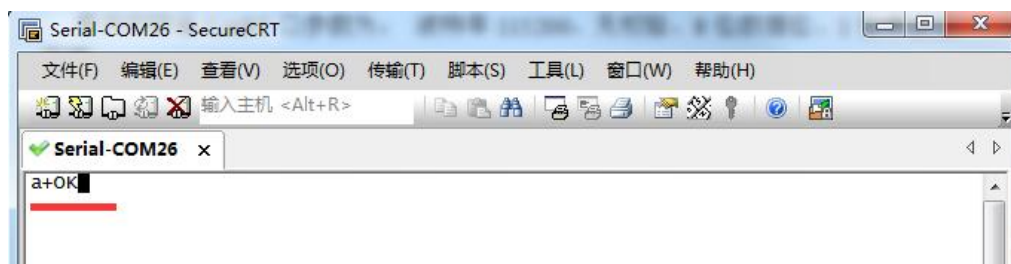 Serial-COM26 - SecureCRT
文件(F) 编辑(E) 查看(V) 选项(O) 传输(T) 脚本(S) 工具(L) 窗口(W) 帮助(H)
输入主机 <Alt+R>
Serial-COM26
a+OK